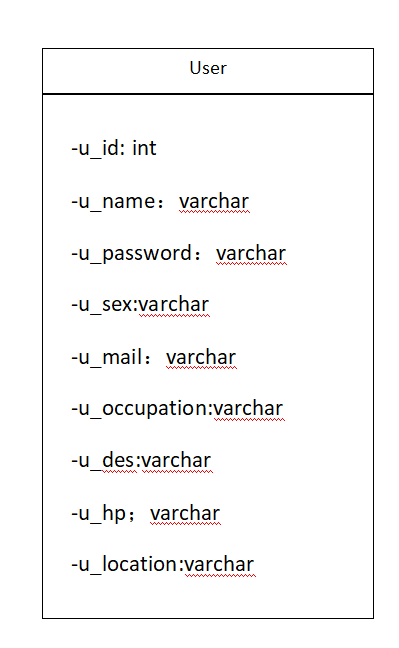 User
-u_id: int
-u_name：varchar
-u_password：varchar
-u_sex:varchar
-u_mail：varchar
-u_occupation:varchar
-u_des:varchar
-u_hp；varchar
-u_location:varchar